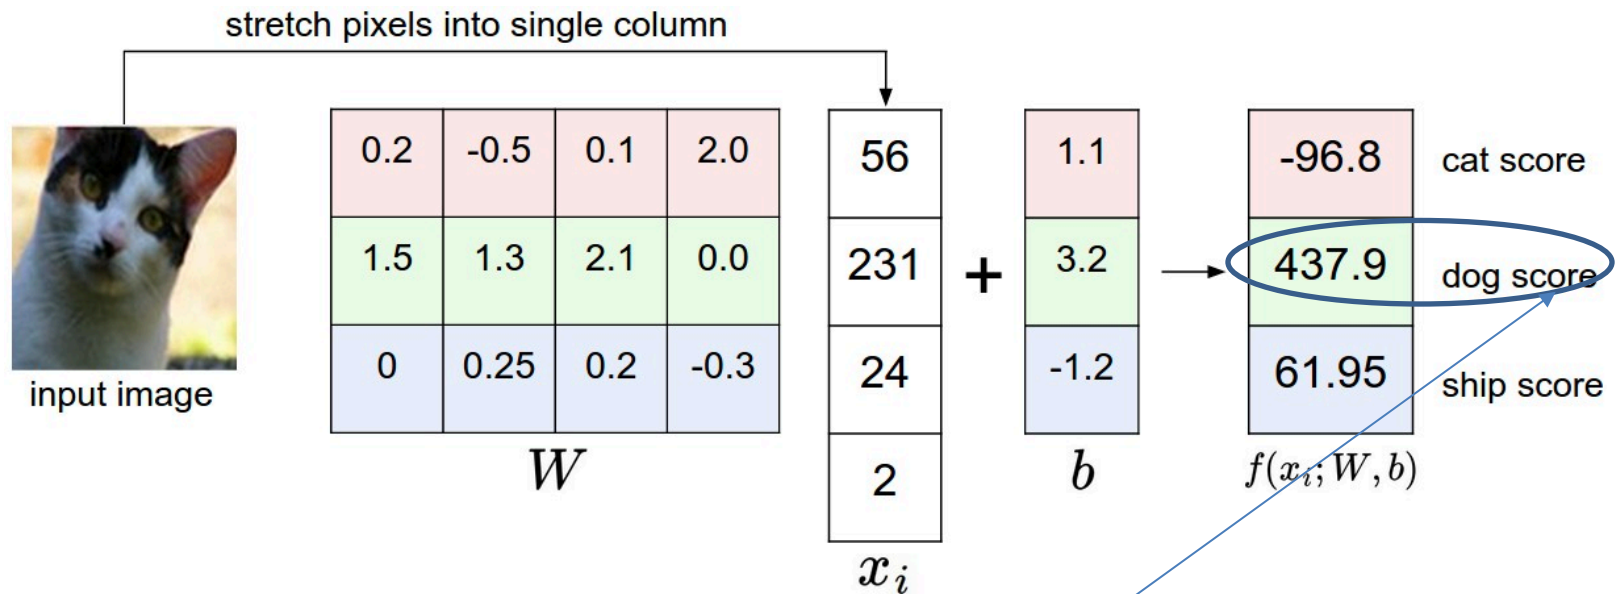 stretch pixels into single column
0.2 -0.5 0.1 2.0
1.5 1.3 2.1 0.0
0 0.25 0.2 -0.3
W
56
231
24
2
x_i
+
1.1
3.2
-1.2
b
-96.8 cat score
437.9 dog score
61.95 ship score
f(x_i; W, b)
input image